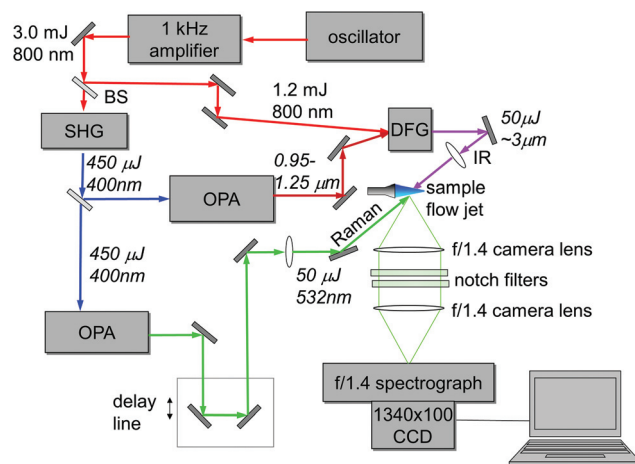 3.0 mJ
800 nm
1 kHz
amplifier
oscillator
BS
1.2 mJ
800 nm
SHG
DFG
50μJ
~3μm
IR
450 μJ
400nm
0.95-
1.25 μm
OPA
sample
flow jet
Raman
450 μJ
400nm
f/1.4 camera lens
50 μJ
532nm
notch filters
f/1.4 camera lens
OPA
delay
line
f/1.4 spectrograph
1340x100
CCD